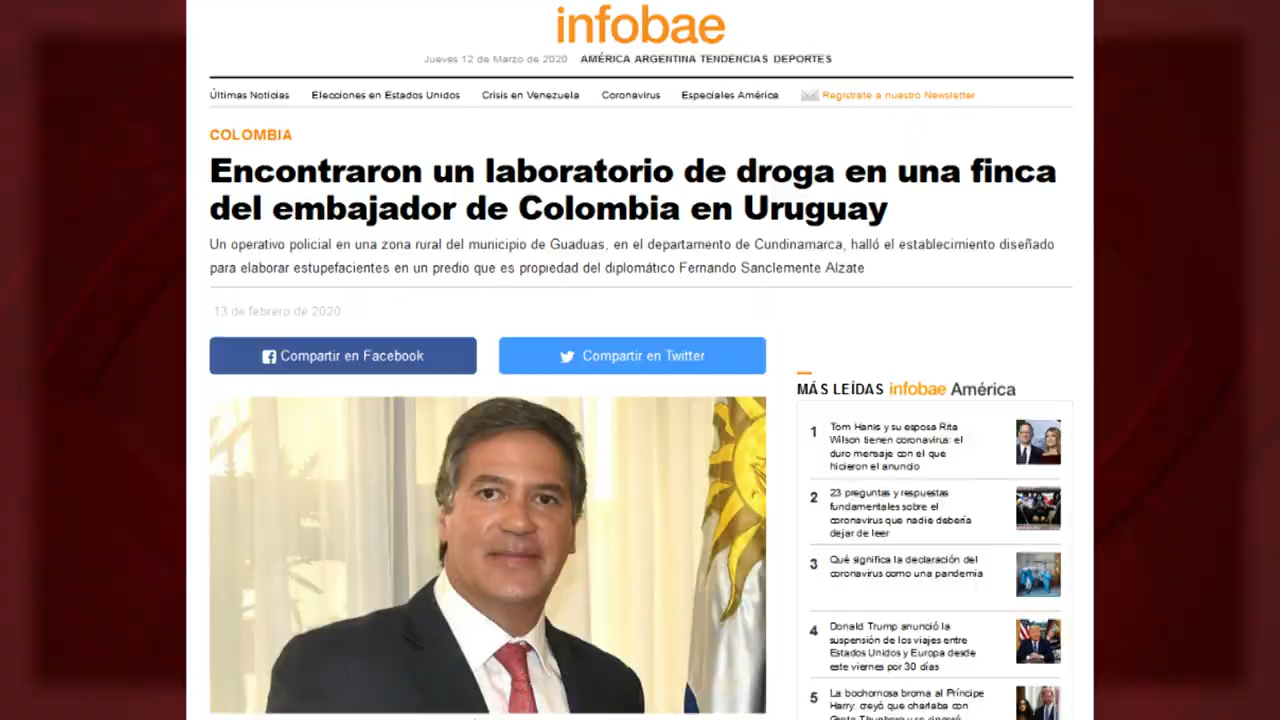 infobae
Jueves 12 de Marzo de 2020 AMÉRICA ARGENTINA TENDENCIAS DEPORTES
Últimas Noticias Elecciones en Estados Unidos Crisis en Venezuela Coronavirus Especiales América Registrate a nuestro Newsletter
COLOMBIA
Encontraron un laboratorio de droga en una finca
del embajador de Colombia en Uruguay
Un operativo policial en una zona rural del municipio de Guaduas, en el departamento de Cundinamarca, halló el establecimiento diseñado
para elaborar estupefacientes en un predio que es propiedad del diplomático Fernando Sanclemente Alzate
13 de febrero de 2020
Compartir en Facebook
Compartir en Twitter
MÁS LEÍDAS infobae América
1 Tom Hanks y su esposa Rita
Wilson tienen coronavirus: el
duro mensaje con el que
hicieron el anuncio
2 23 preguntas y respuestas
fundamentales sobre el
coronavirus que nadie debería
dejar de leer
3 Qué significa la declaración del
coronavirus como una pandemia
4 Donald Trump anunció la
suspensión de los viajes entre
Estados Unidos y Europa desde
este viernes por 30 días
5 La bochornosa broma al Príncipe
Harry: creyó que charlaba con
Greta Thunberg y se sinceró